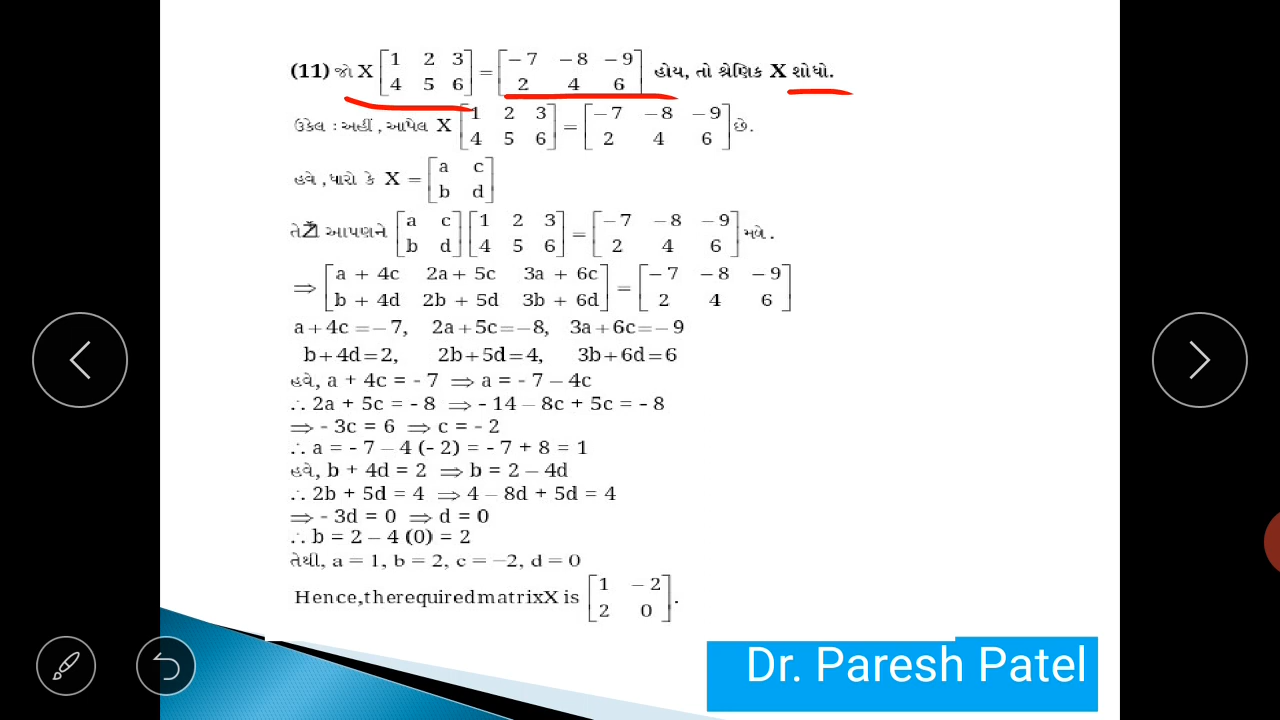 (11) જો X [1 2 3 4 5 6] = [−7 −8 −9 2 4 6] હોય, તો શ્રેણિક X શોધો.
ઉકેલ : અહીં , આપેલ X [1 2 3 4 5 6] = [−7 −8 −9 2 4 6] છે.
હવે , ધારો કે X = [a c b d]
આપણને [a c b d] [1 2 3 4 5 6] = [−7 −8 −9 2 4 6] મળે .
⇒ [a + 4c 2a + 5c 3a + 6c b + 4d 2b + 5d 3b + 6d] = [−7 −8 −9 2 4 6]
a+4c =−7, 2a+5c=−8, 3a+6c=−9
b+4d=2, 2b+5d=4, 3b+6d=6
હવે, a + 4c = - 7 ⇒ a = - 7 – 4c
∴ 2a + 5c = - 8 ⇒ - 14 – 8c + 5c = - 8
⇒ - 3c = 6 ⇒ c = - 2
∴ a = - 7 – 4 (- 2) = - 7 + 8 = 1
હવે, b + 4d = 2 ⇒ b = 2 – 4d
∴ 2b + 5d = 4 ⇒ 4 – 8d + 5d = 4
⇒ - 3d = 0 ⇒ d = 0
∴ b = 2 – 4 (0) = 2
તેથી, a = 1, b = 2, c = −2, d = 0
Hence,therequiredmatrixX is [1 −2 2 0].
Dr. Paresh Patel